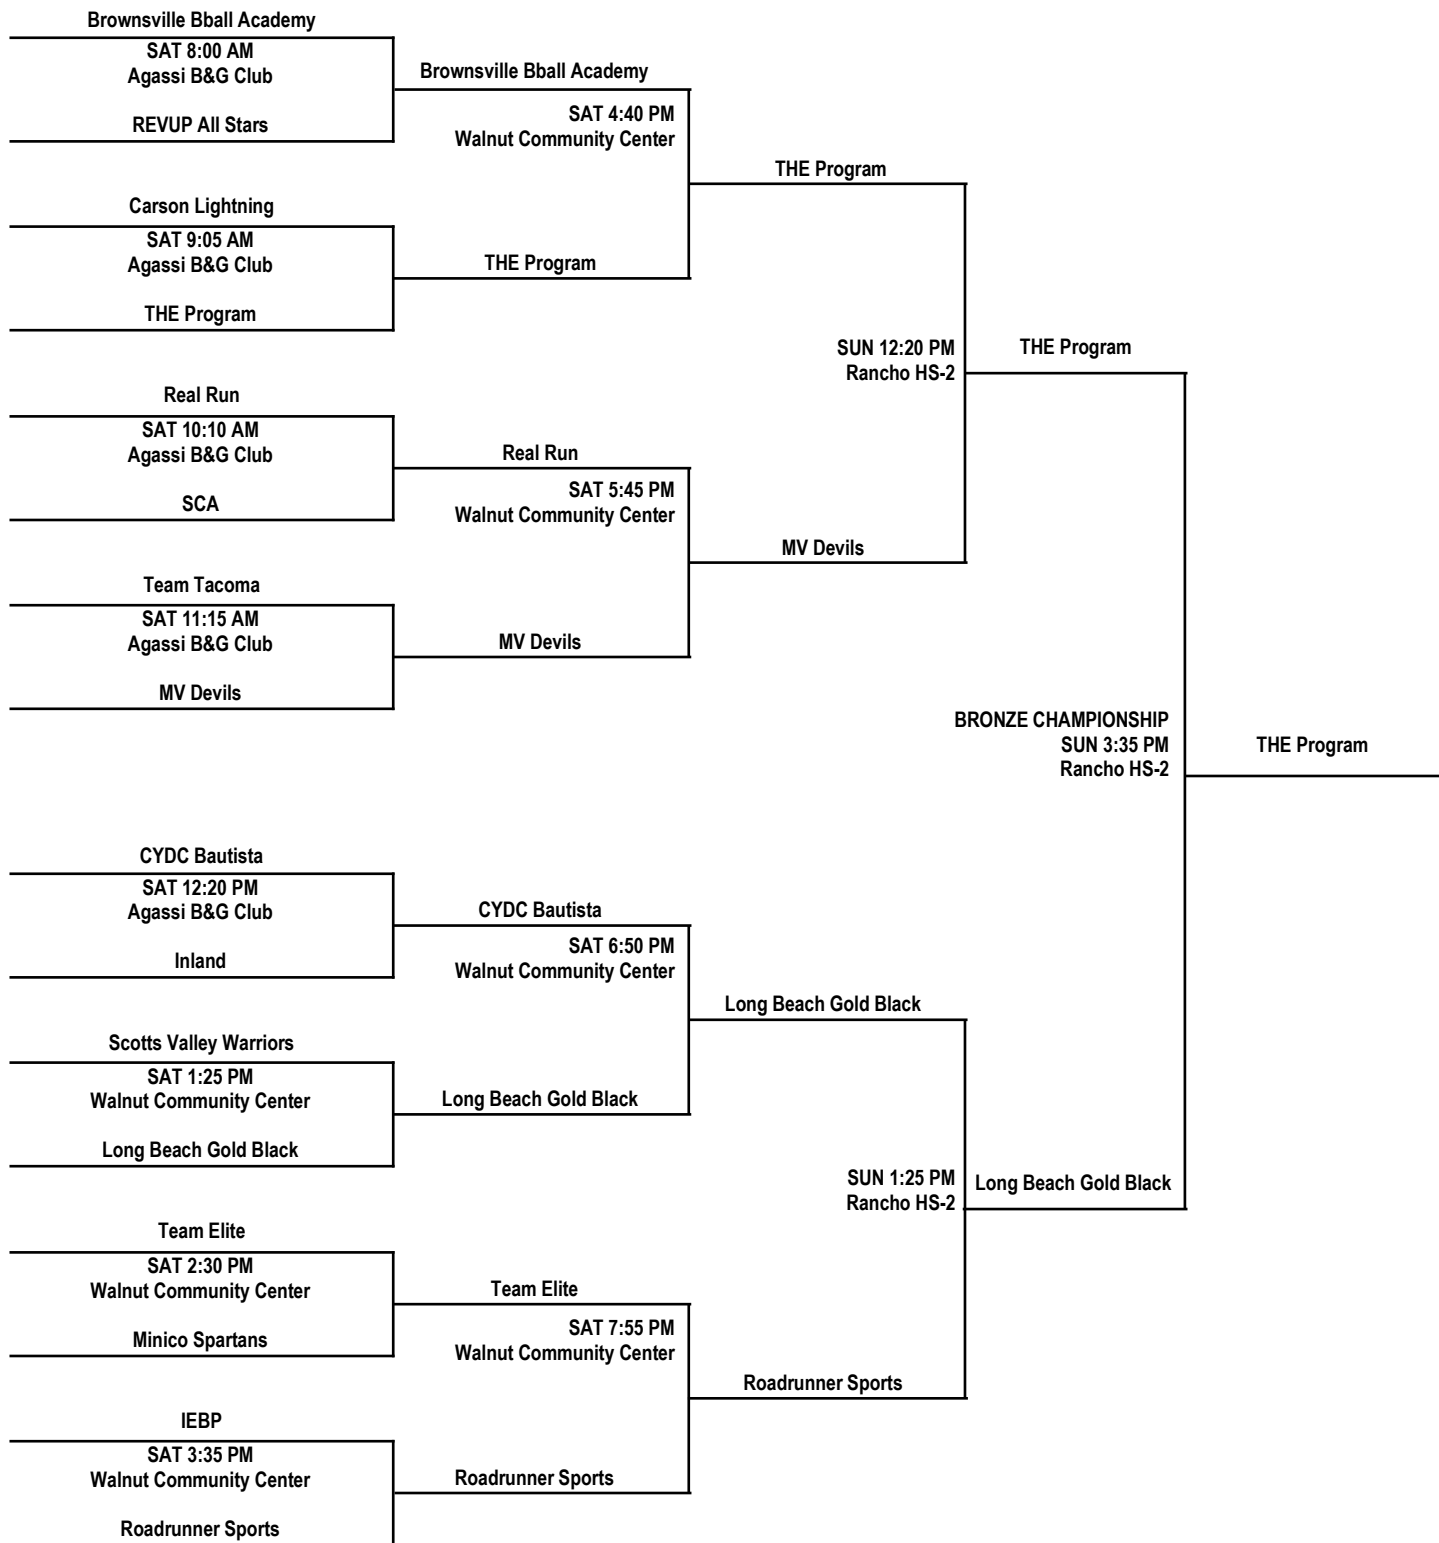 Brownsville Bball Academy
SAT 8:00 AM
Agassi B&G Club
REVUP All Stars
Brownsville Bball Academy
SAT 4:40 PM
Walnut Community Center
Carson Lightning
SAT 9:05 AM
Agassi B&G Club
THE Program
THE Program
THE Program
Real Run
SAT 10:10 AM
Agassi B&G Club
SCA
Real Run
SAT 5:45 PM
Walnut Community Center
Team Tacoma
SAT 11:15 AM
Agassi B&G Club
MV Devils
MV Devils
MV Devils
SUN 12:20 PM
Rancho HS-2
THE Program
BRONZE CHAMPIONSHIP
SUN 3:35 PM
Rancho HS-2
THE Program
CYDC Bautista
SAT 12:20 PM
Agassi B&G Club
Inland
CYDC Bautista
SAT 6:50 PM
Walnut Community Center
Scotts Valley Warriors
SAT 1:25 PM
Walnut Community Center
Long Beach Gold Black
Long Beach Gold Black
Long Beach Gold Black
Team Elite
SAT 2:30 PM
Walnut Community Center
Minico Spartans
Team Elite
SAT 7:55 PM
Walnut Community Center
IEBP
SAT 3:35 PM
Walnut Community Center
Roadrunner Sports
Roadrunner Sports
Roadrunner Sports
SUN 1:25 PM
Rancho HS-2
Long Beach Gold Black